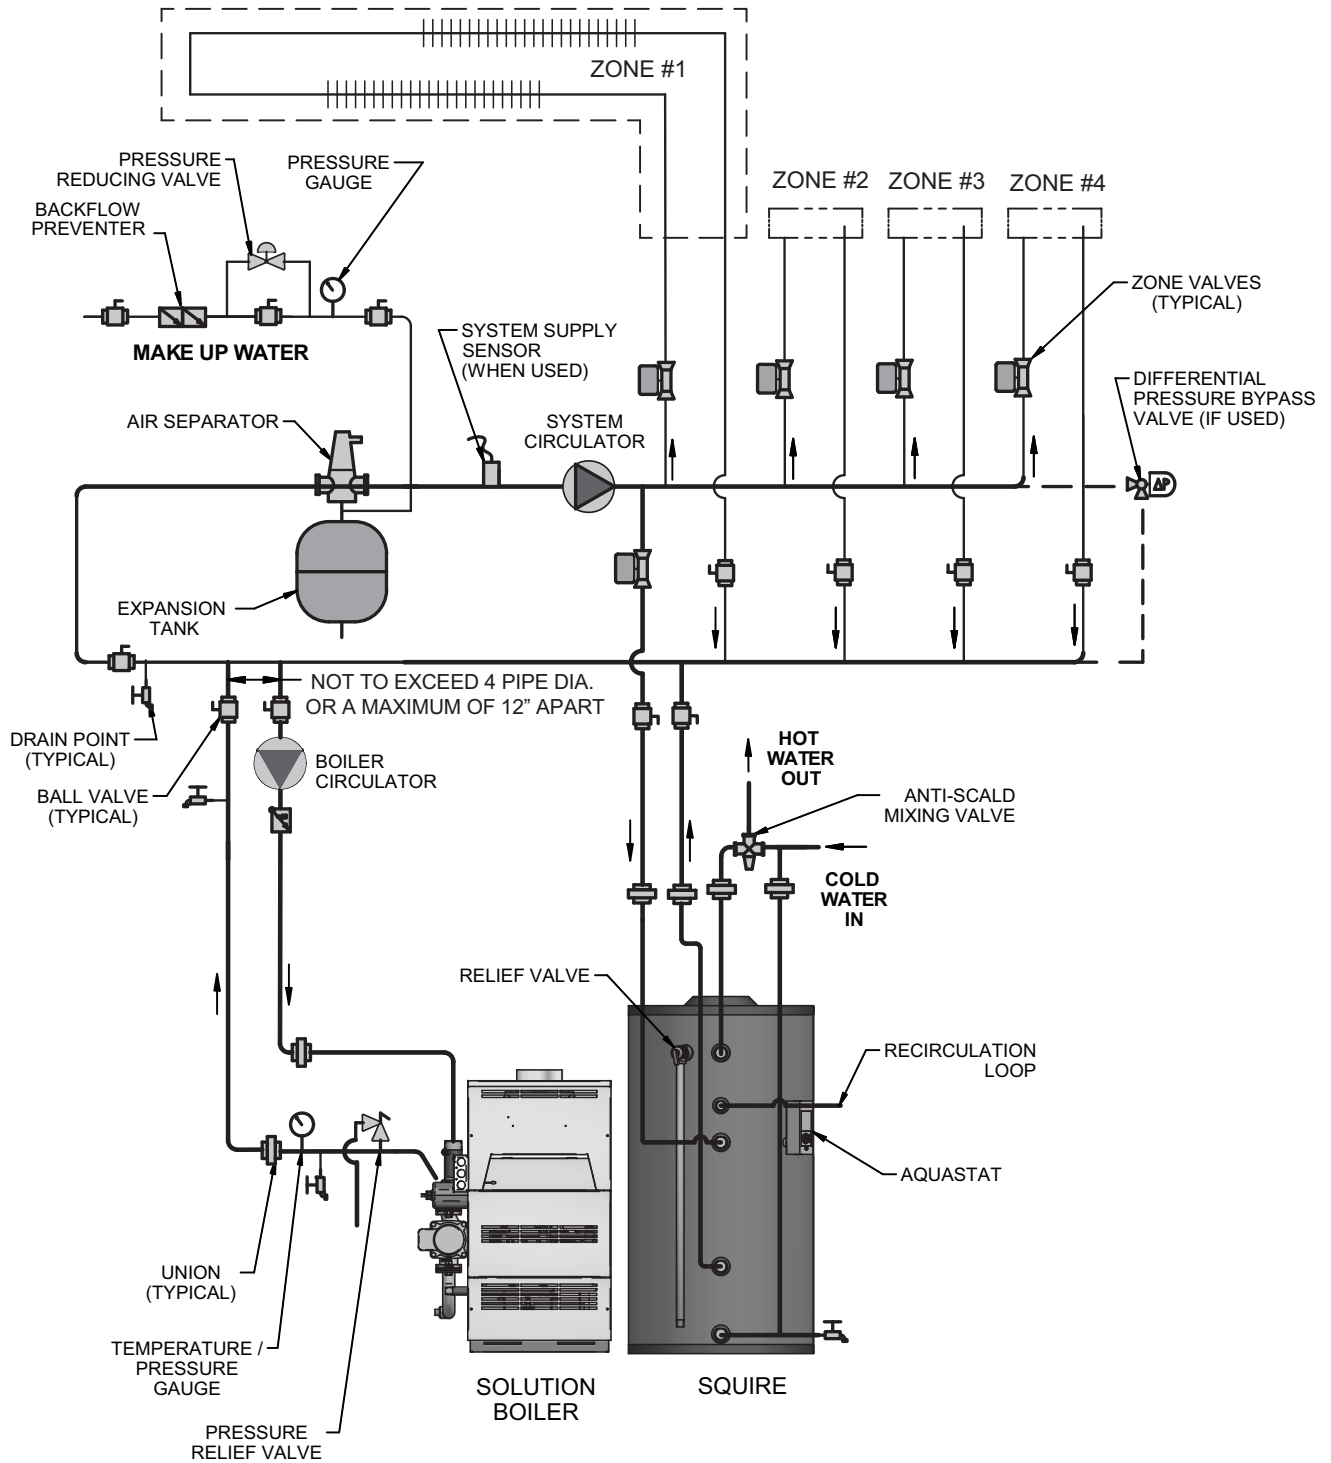 ZONE #1
PRESSURE
REDUCING VALVE
PRESSURE
GAUGE
BACKFLOW
PREVENTER
ZONE #2
ZONE #3
ZONE #4
ZONE VALVES
(TYPICAL)
MAKE UP WATER
SYSTEM SUPPLY
SENSOR
(WHEN USED)
DIFFERENTIAL
PRESSURE BYPASS
VALVE (IF USED)
AIR SEPARATOR
SYSTEM
CIRCULATOR
ΔP
EXPANSION
TANK
NOT TO EXCEED 4 PIPE DIA.
OR A MAXIMUM OF 12” APART
DRAIN POINT
(TYPICAL)
BALL VALVE
(TYPICAL)
BOILER
CIRCULATOR
HOT
WATER
OUT
ANTI-SCALD
MIXING VALVE
COLD
WATER
IN
RELIEF VALVE
RECIRCULATION
LOOP
AQUASTAT
UNION
(TYPICAL)
TEMPERATURE /
PRESSURE
GAUGE
PRESSURE
RELIEF VALVE
SOLUTION
BOILER
SQUIRE